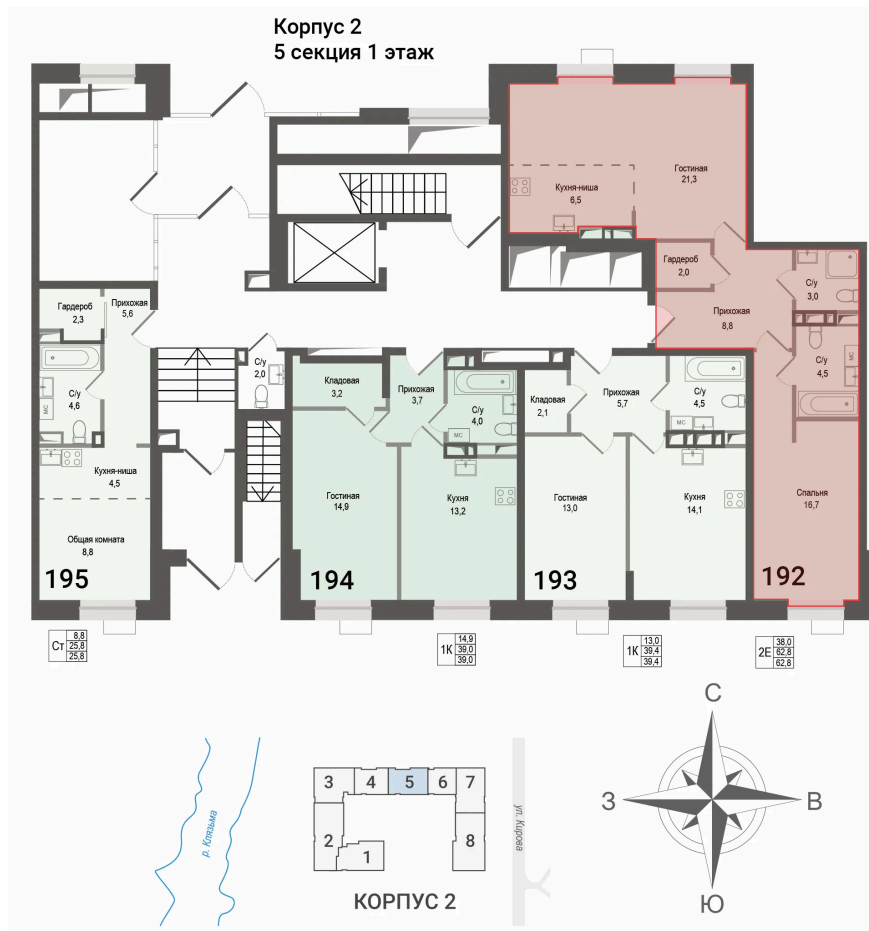 Корпус 2
5 секция 1 этаж
Гостиная
21,3
Кухня-ниша
6,5
Гардероб
2,0
С/у
3,0
Прихожая
8,8
С/у
4,5
МС
Спальня
16,7
192
Гардероб
2,3
Прихожая
5,6
С/у
4,6
МС
Кухня-ниша
4,5
Общая комната
8,8
195
С/у
2,0
Кладовая
3,2
Прихожая
3,7
С/у
4,0
МС
Гостиная
14,9
Кухня
13,2
194
Кладовая
2,1
Прихожая
5,7
С/у
4,5
МС
Гостиная
13,0
Кухня
14,1
193
Ст
8,8
25,8
25,8
1К
14,9
39,0
39,0
1К
13,0
39,4
39,4
2Е
38,0
62,8
62,8
р. Клязьма
3
4
5
6
7
2
1
8
КОРПУС 2
ул. Кирова
С
З
В
Ю